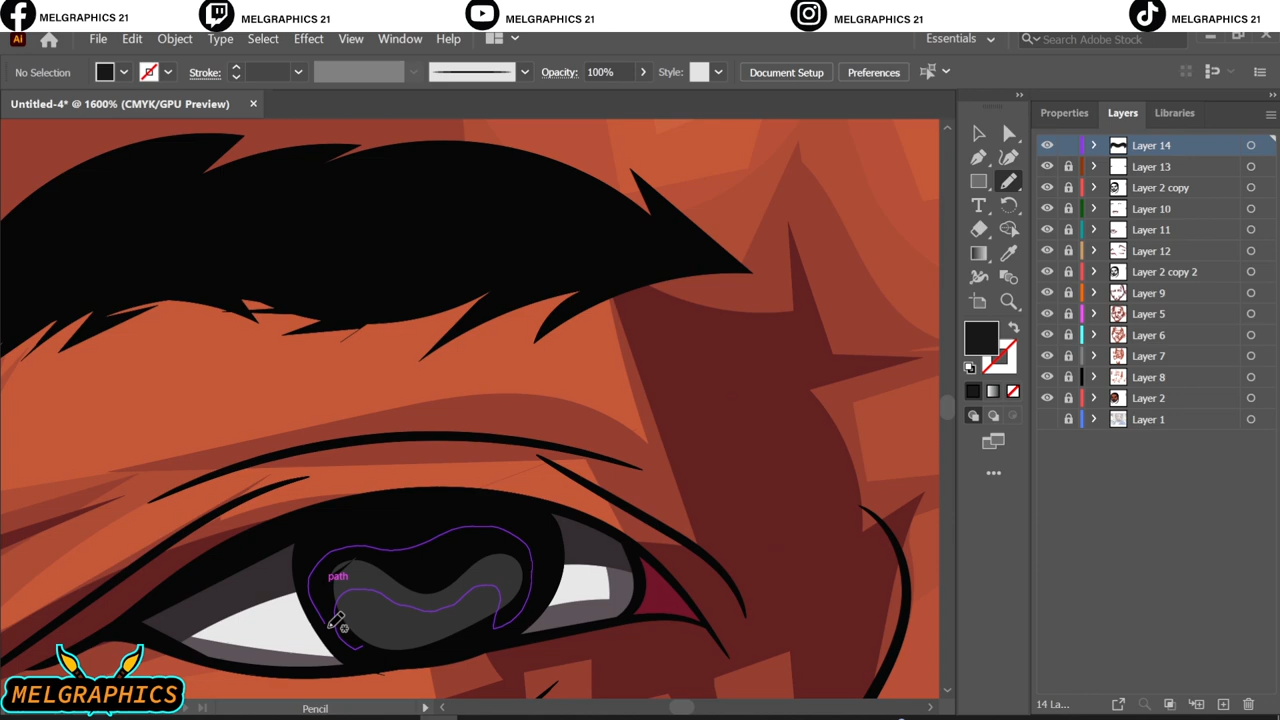 MELGRAPHICS 21 MELGRAPHICS 21 MELGRAPHICS 21 MELGRAPHICS 21 MELGRAPHICS 21
Ai File Edit Object Type Select Effect View Window Help Essentials Search Adobe Stock
No Selection Stroke: Opacity: 100% Style: Document Setup Preferences
Untitled-4* @ 1600% (CMYK/GPU Preview)
Properties Layers Libraries
Layer 14
Layer 13
Layer 2 copy
Layer 10
Layer 11
Layer 12
Layer 2 copy 2
Layer 9
Layer 5
Layer 6
Layer 7
Layer 8
Layer 2
Layer 1
path
MELGRAPHICS
Pencil
14 La...